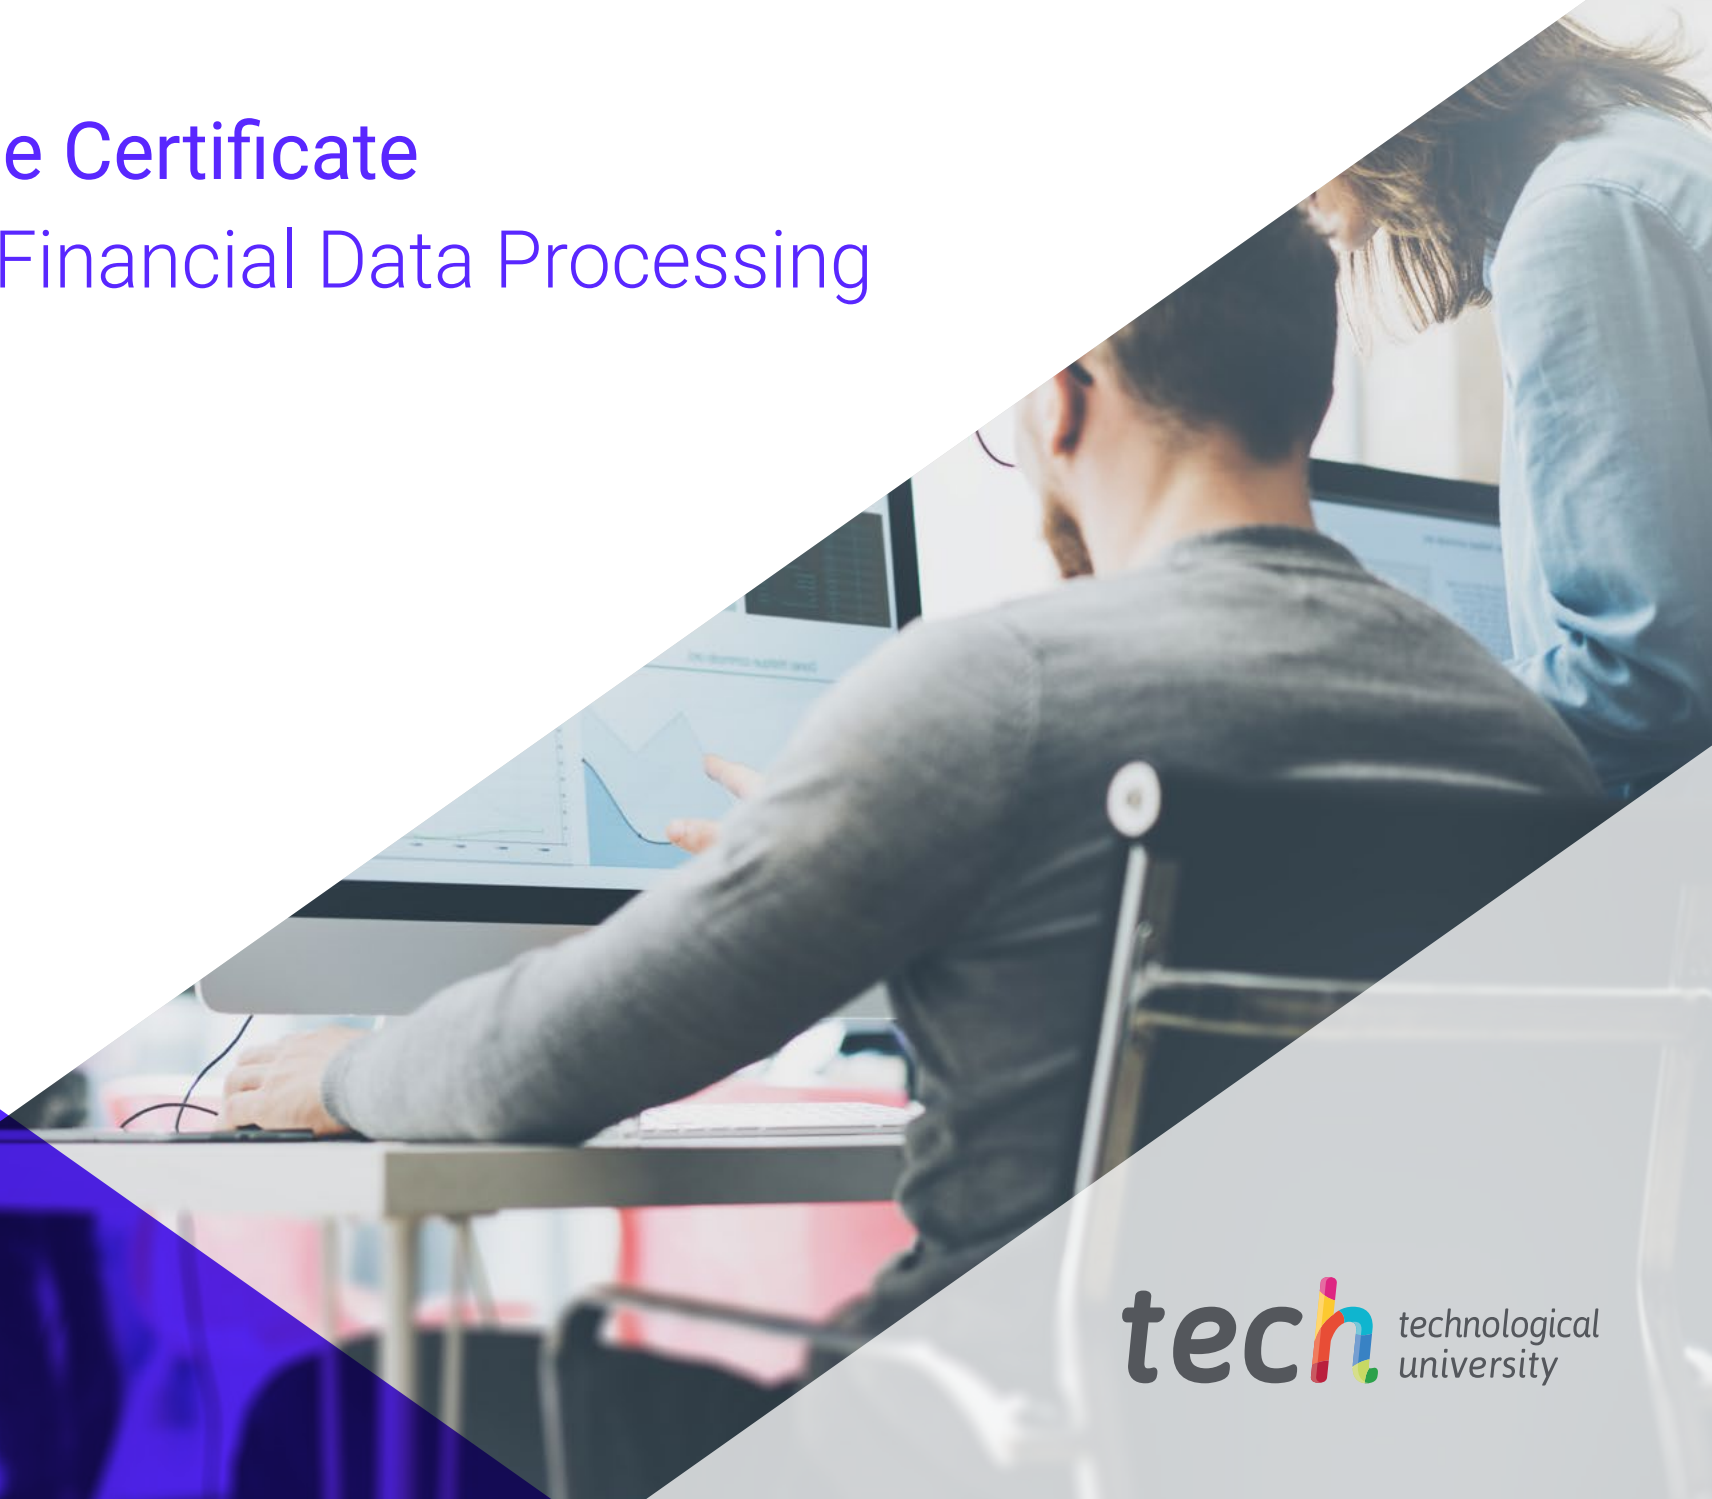 e Certificate
Financial Data Processing
tech technological
university